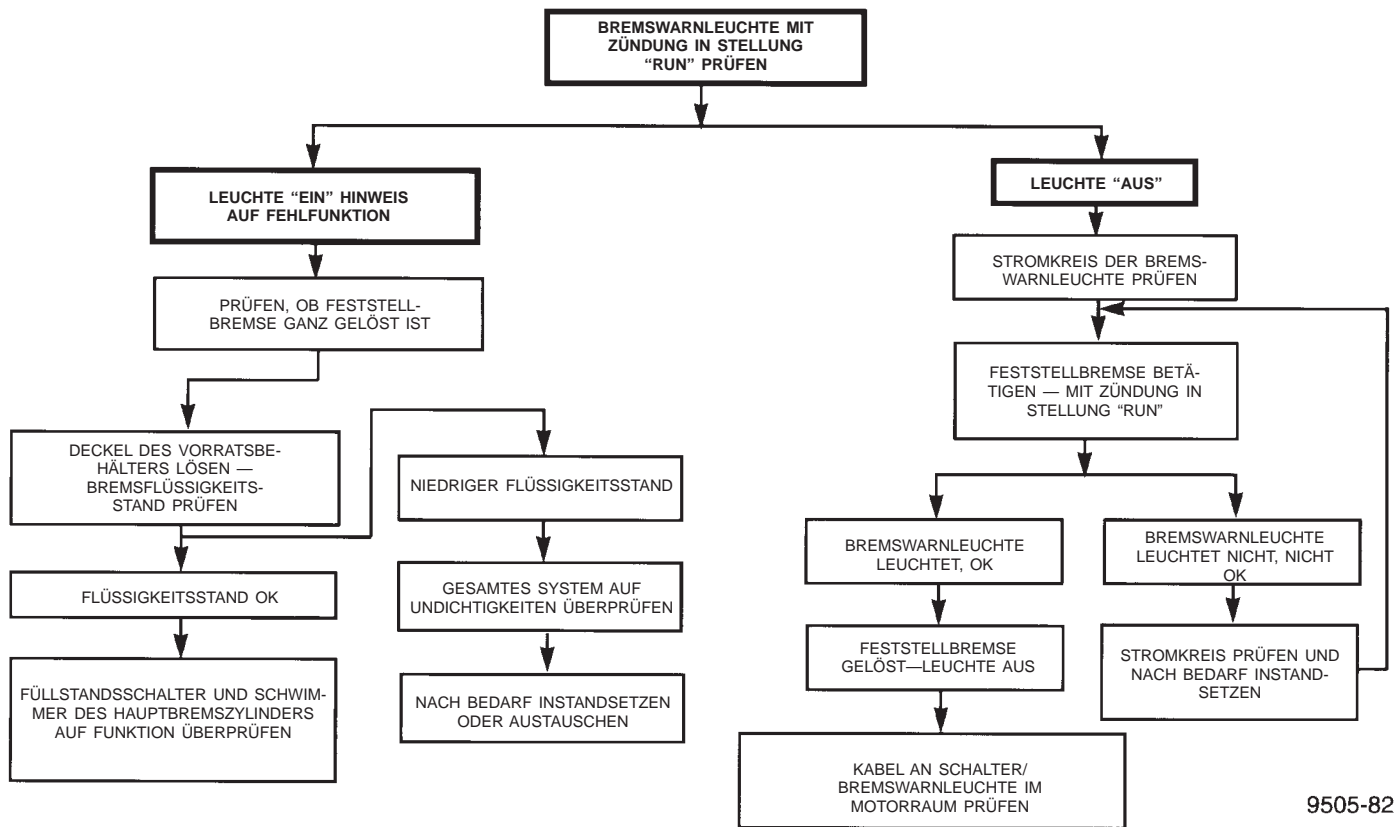 BREMSWARNLEUCHTE MIT
ZÜNDUNG IN STELLUNG
“RUN” PRÜFEN
LEUCHTE “EIN” HINWEIS
AUF FEHLFUNKTION
PRÜFEN, OB FESTSTELL-
BREMSE GANZ GELÖST IST
DECKEL DES VORRATSBE-
HÄLTERS LÖSEN —
BREMSFLÜSSIGKEITS-
STAND PRÜFEN
FLÜSSIGKEITSSTAND OK
FÜLLSTANDSSCHALTER UND SCHWIM-
MER DES HAUPTBREMSZYLINDERS
AUF FUNKTION ÜBERPRÜFEN
NIEDRIGER FLÜSSIGKEITSSTAND
GESAMTES SYSTEM AUF
UNDICHTIGKEITEN ÜBERPRÜFEN
NACH BEDARF INSTANDSETZEN
ODER AUSTAUSCHEN
LEUCHTE “AUS”
STROMKREIS DER BREMS-
WARNLEUCHTE PRÜFEN
FESTSTELLBREMSE BETÄ-
TIGEN — MIT ZÜNDUNG IN
STELLUNG “RUN”
BREMSWARNLEUCHTE
LEUCHTET, OK
FESTSTELLBREMSE
GELÖST—LEUCHTE AUS
KABEL AN SCHALTER/
BREMSWARNLEUCHTE IM
MOTORRAUM PRÜFEN
BREMSWARNLEUCHTE
LEUCHTET NICHT, NICHT
OK
STROMKREIS PRÜFEN UND
NACH BEDARF INSTAND-
SETZEN
9505-82